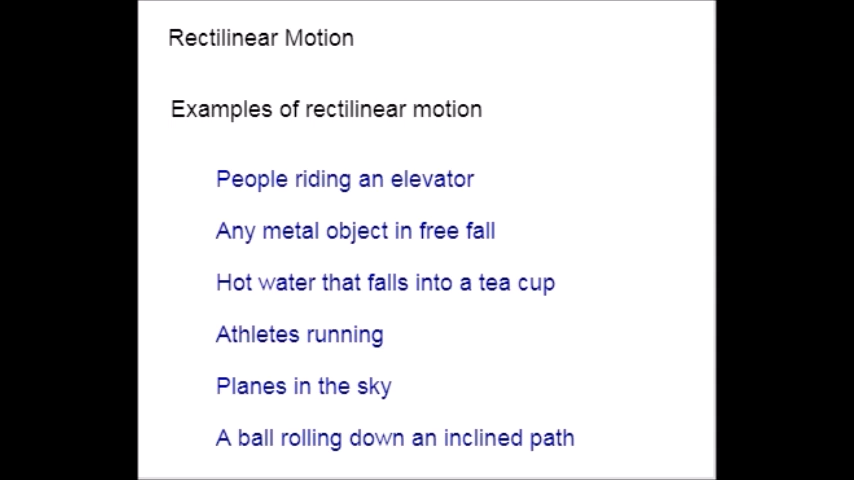 Rectilinear Motion
Examples of rectilinear motion
People riding an elevator
Any metal object in free fall
Hot water that falls into a tea cup
Athletes running
Planes in the sky
A ball rolling down an inclined path